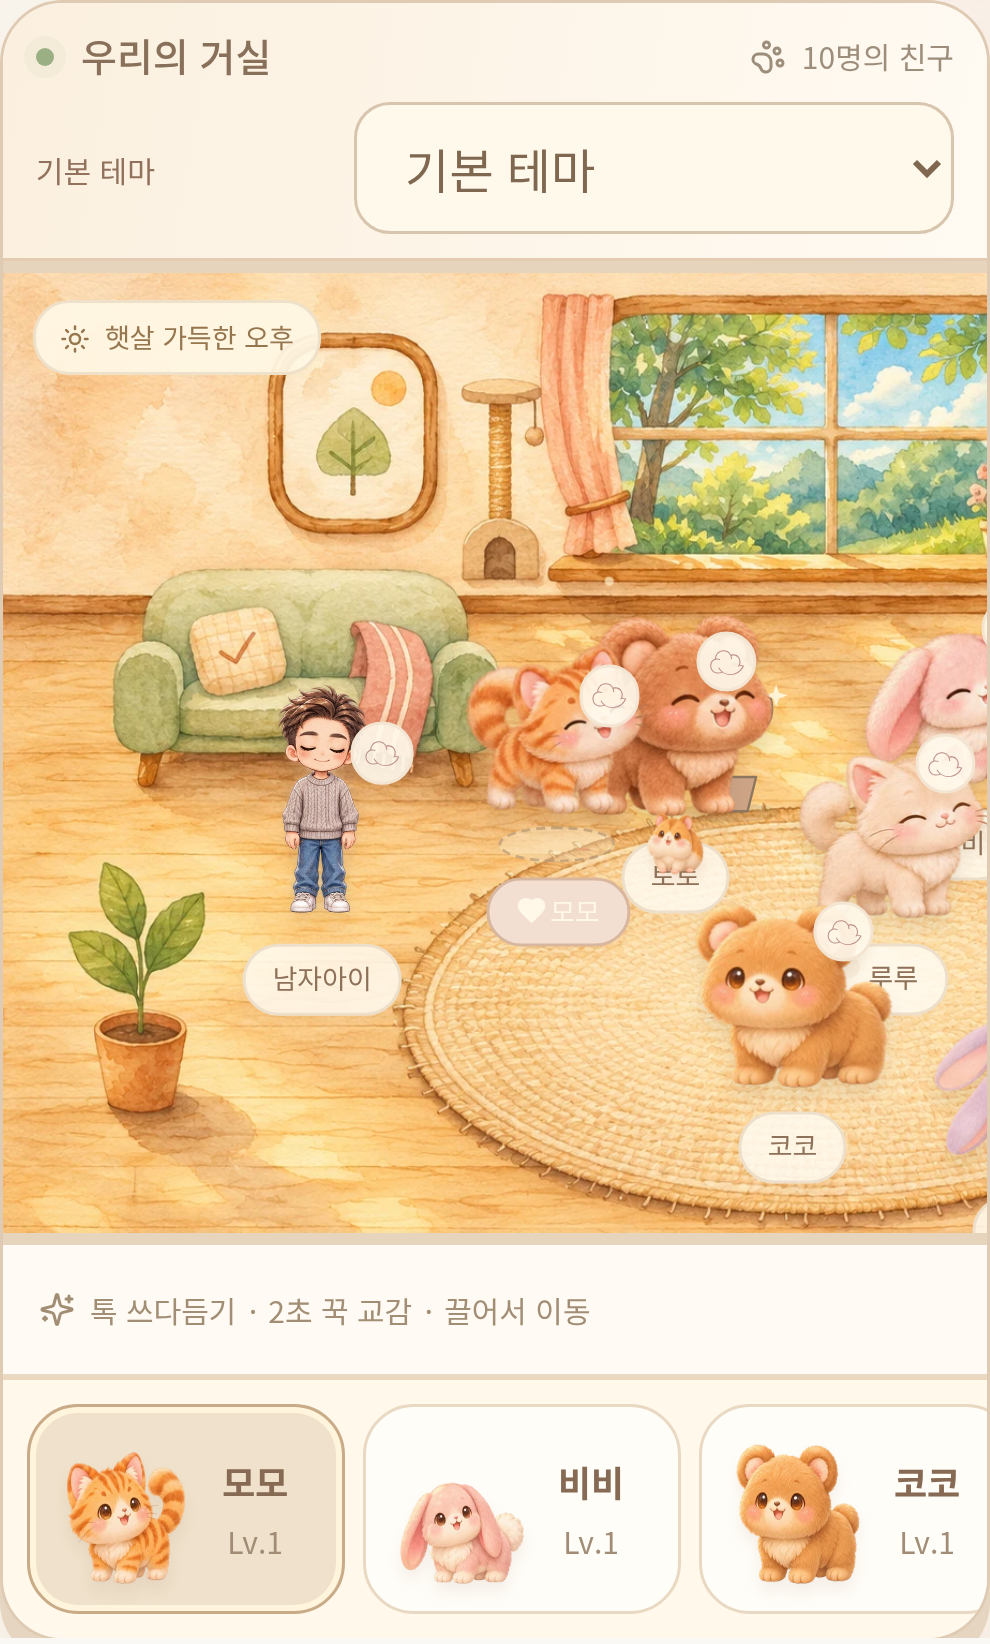 우리의 거실
10명의 친구
기본 테마
기본 테마
햇살 가득한 오후
비
토토
모모
남자아이
루루
코코
톡 쓰다듬기 · 2초 꾹 교감 · 끌어서 이동
모모
Lv.1
비비
Lv.1
코코
Lv.1